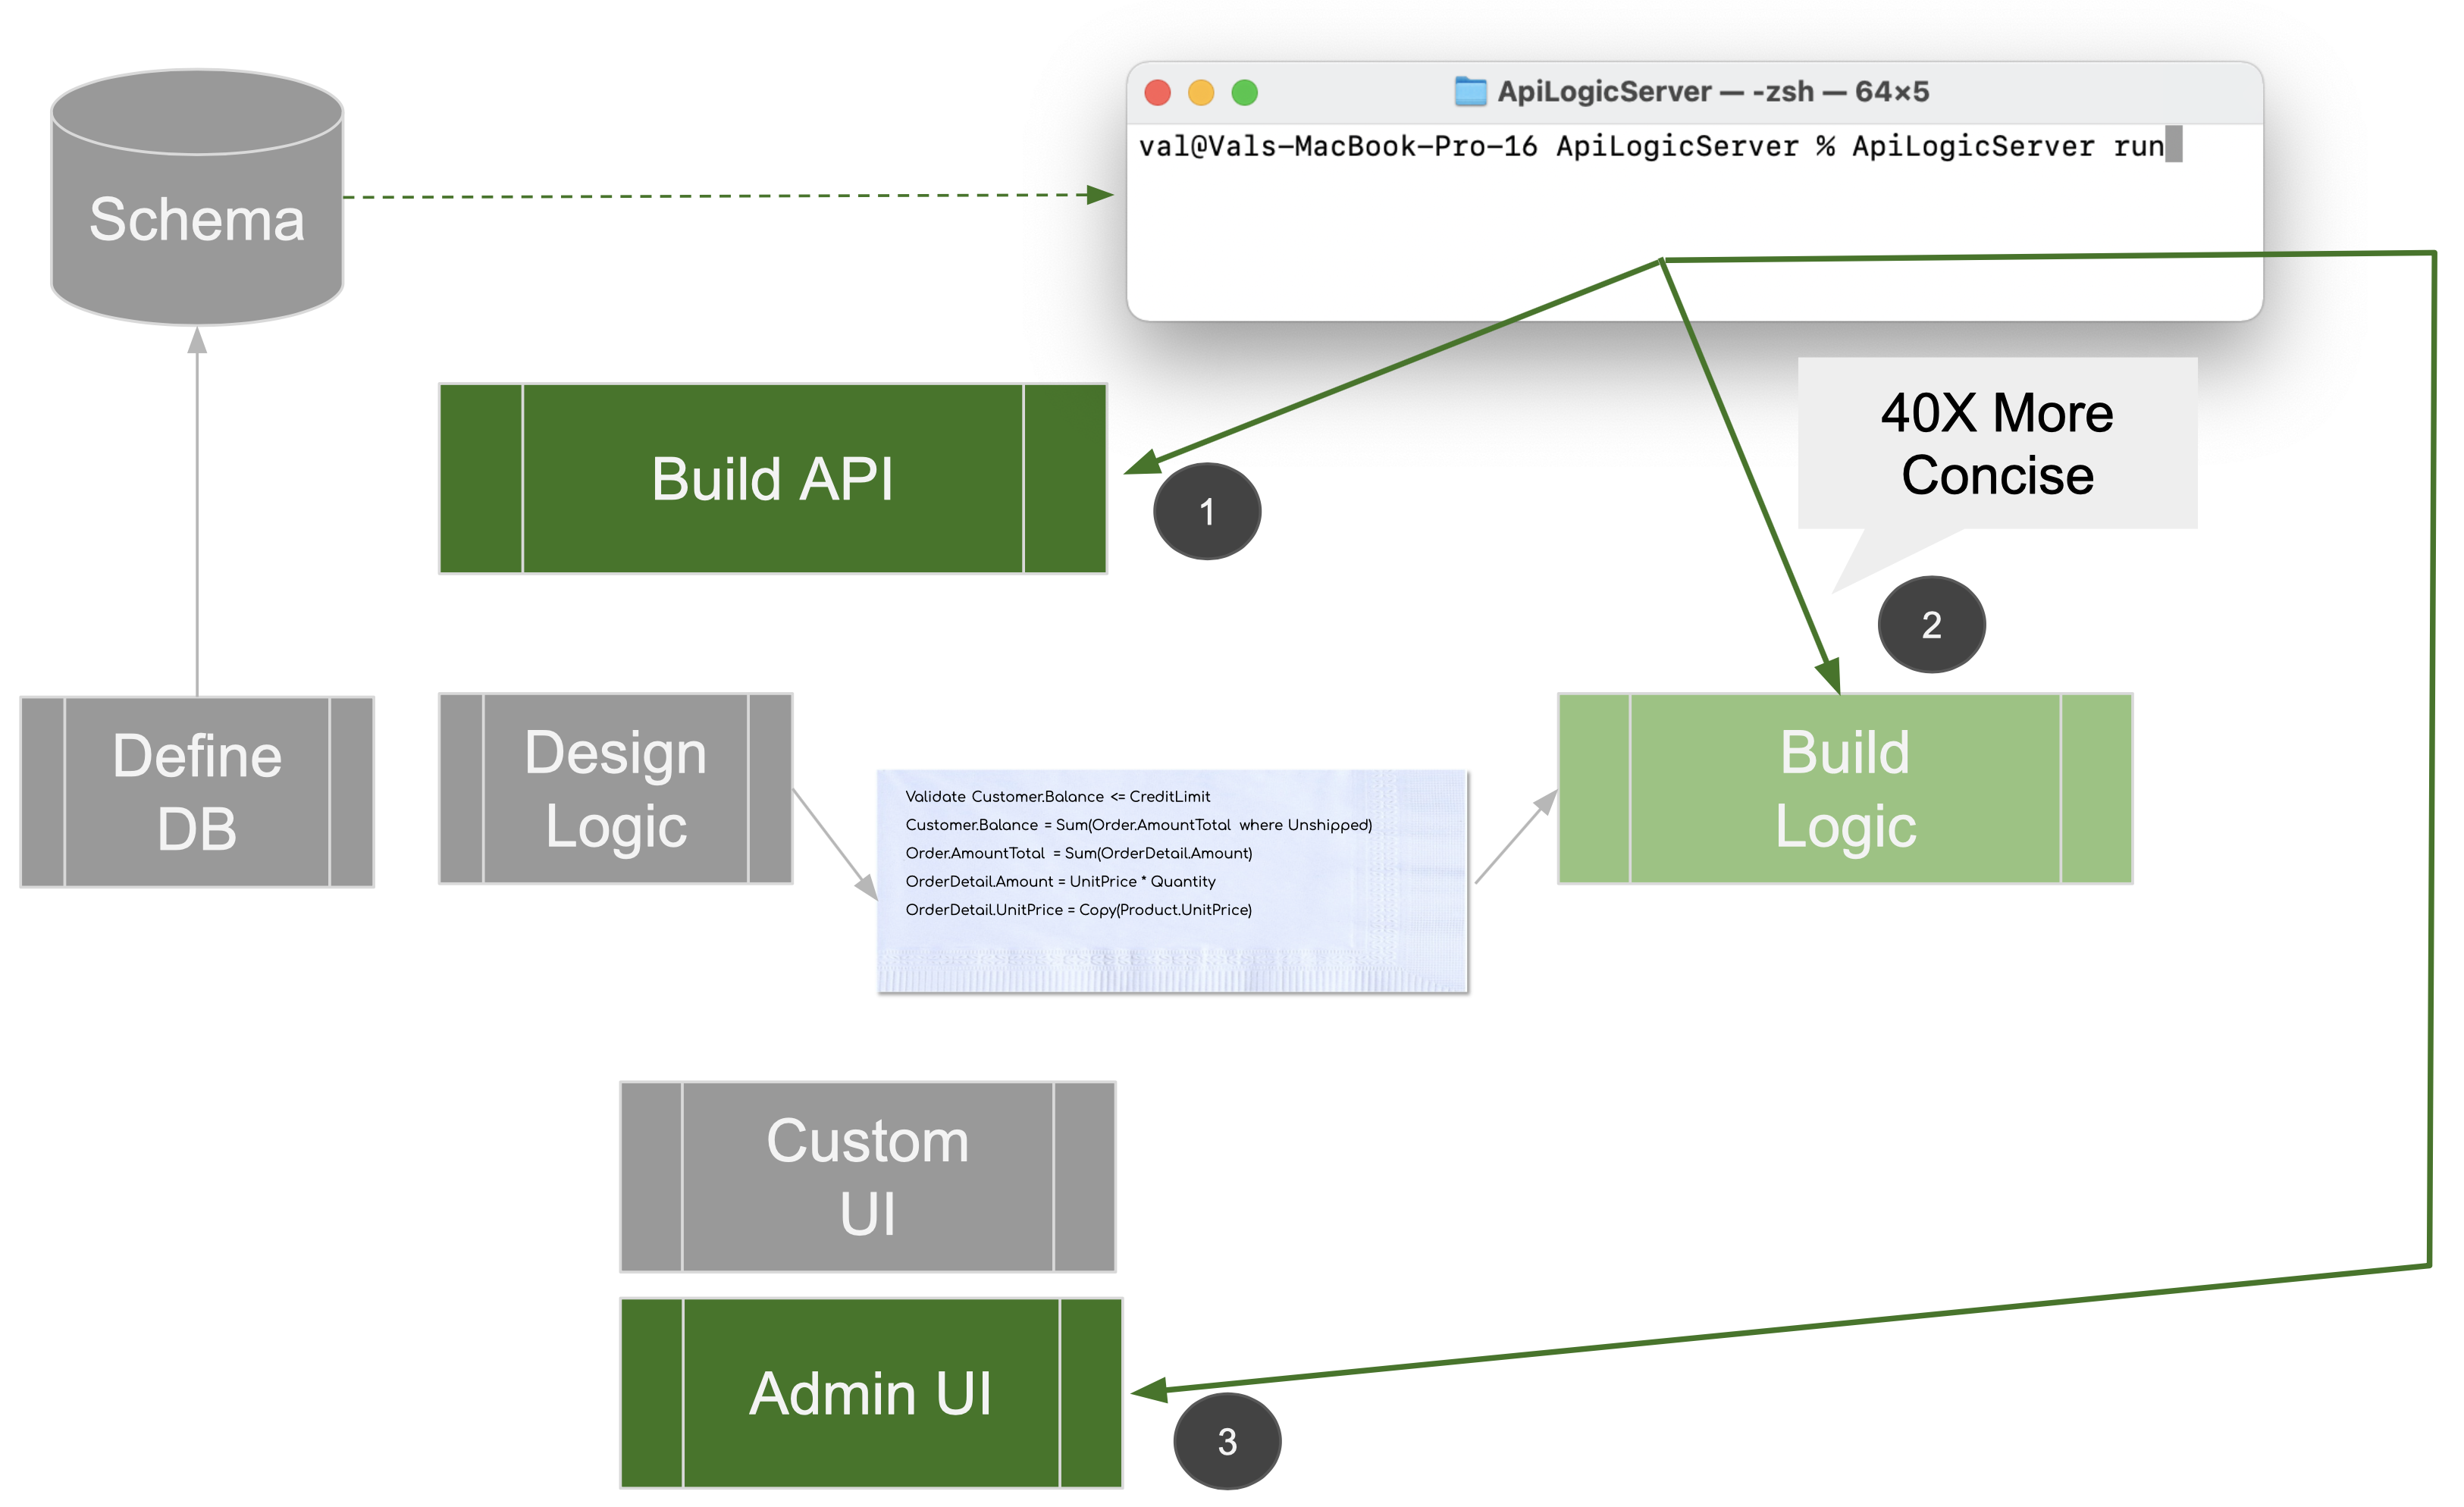 ApiLogicServer — -zsh — 64×5
val@Vals-MacBook-Pro-16 ApiLogicServer % ApiLogicServer run
Schema
Build API
1
40X More
Concise
2
Define
DB
Design
Logic
Validate Customer.Balance <= CreditLimit
Customer.Balance = Sum(Order.AmountTotal where Unshipped)
Order.AmountTotal = Sum(OrderDetail.Amount)
OrderDetail.Amount = UnitPrice * Quantity
OrderDetail.UnitPrice = Copy(Product.UnitPrice)
Build
Logic
Custom
UI
Admin UI
3